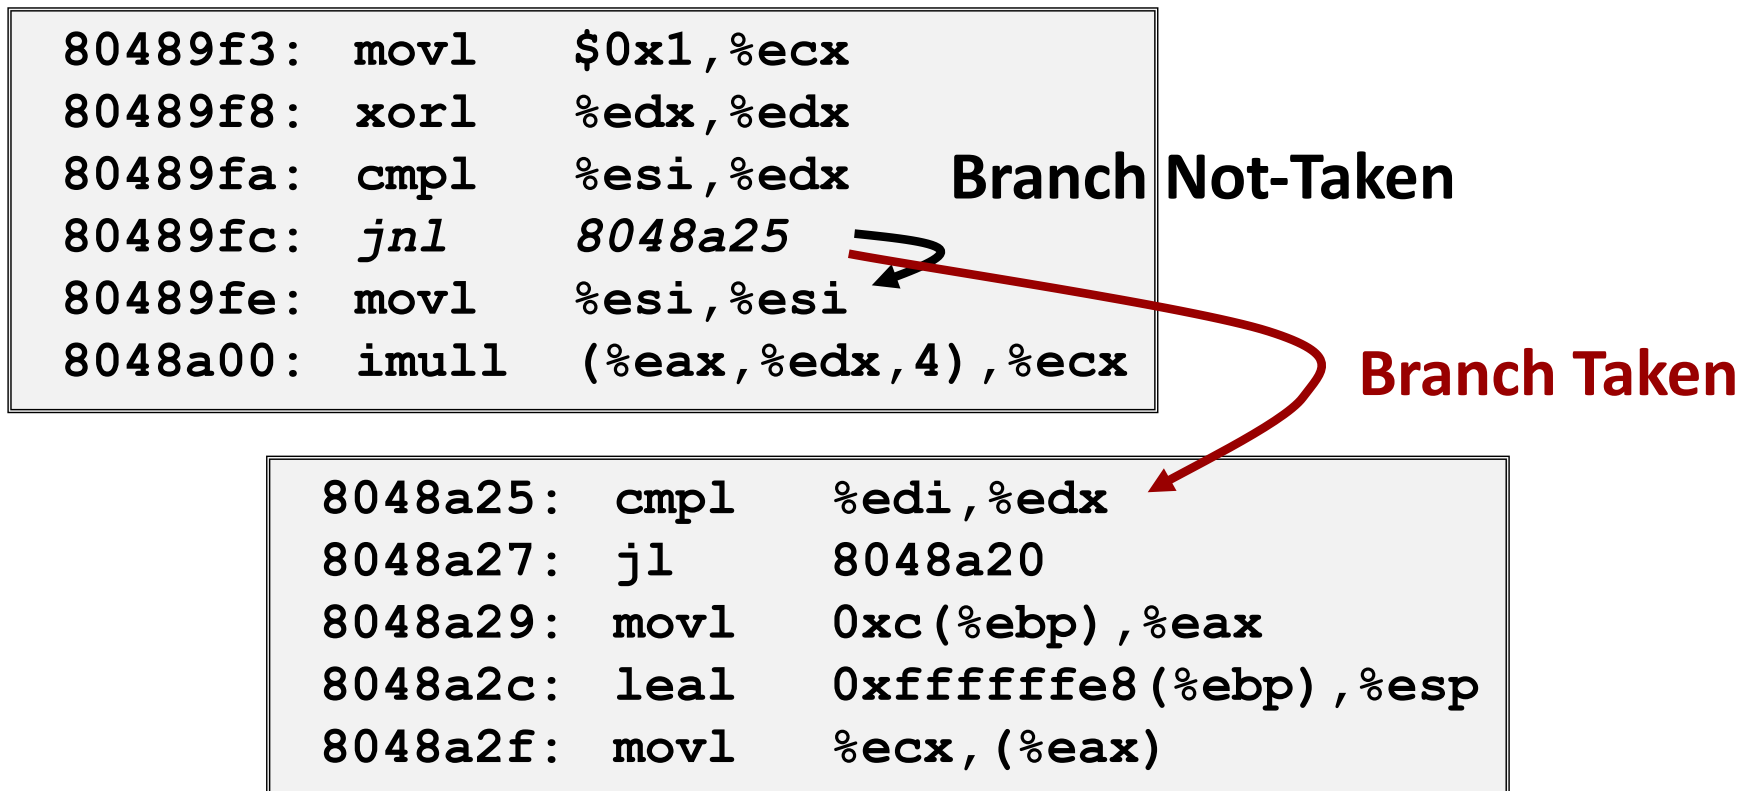 80489f3: movl $0x1,%ecx
80489f8: xorl %edx,%edx
80489fa: cmpl %esi,%edx
Branch Not-Taken
80489fc: jnl 8048a25
80489fe: movl %esi,%esi
8048a00: imull (%eax,%edx,4),%ecx
Branch Taken
8048a25: cmpl %edi,%edx
8048a27: jl 8048a20
8048a29: movl 0xc(%ebp),%eax
8048a2c: leal 0xffffffe8(%ebp),%esp
8048a2f: movl %ecx,(%eax)